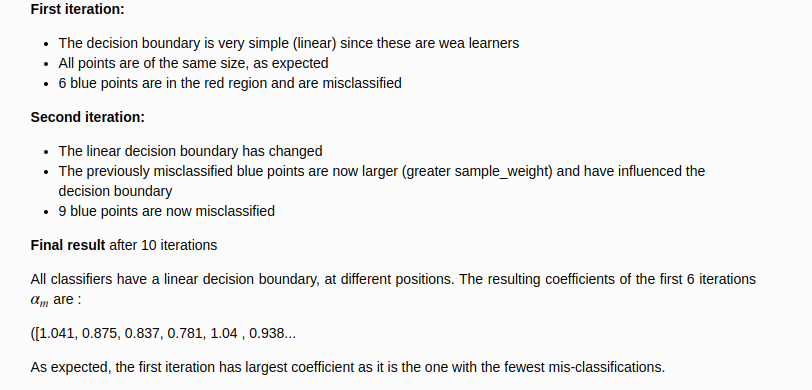 First iteration:
• The decision boundary is very simple (linear) since these are wea learners
• All points are of the same size, as expected
• 6 blue points are in the red region and are misclassified
Second iteration:
• The linear decision boundary has changed
• The previously misclassified blue points are now larger (greater sample_weight) and have influenced the
decision boundary
• 9 blue points are now misclassified
Final result after 10 iterations
All classifiers have a linear decision boundary, at different positions. The resulting coefficients of the first 6 iterations
αm are :
([1.041, 0.875, 0.837, 0.781, 1.04 , 0.938...
As expected, the first iteration has largest coefficient as it is the one with the fewest mis-classifications.